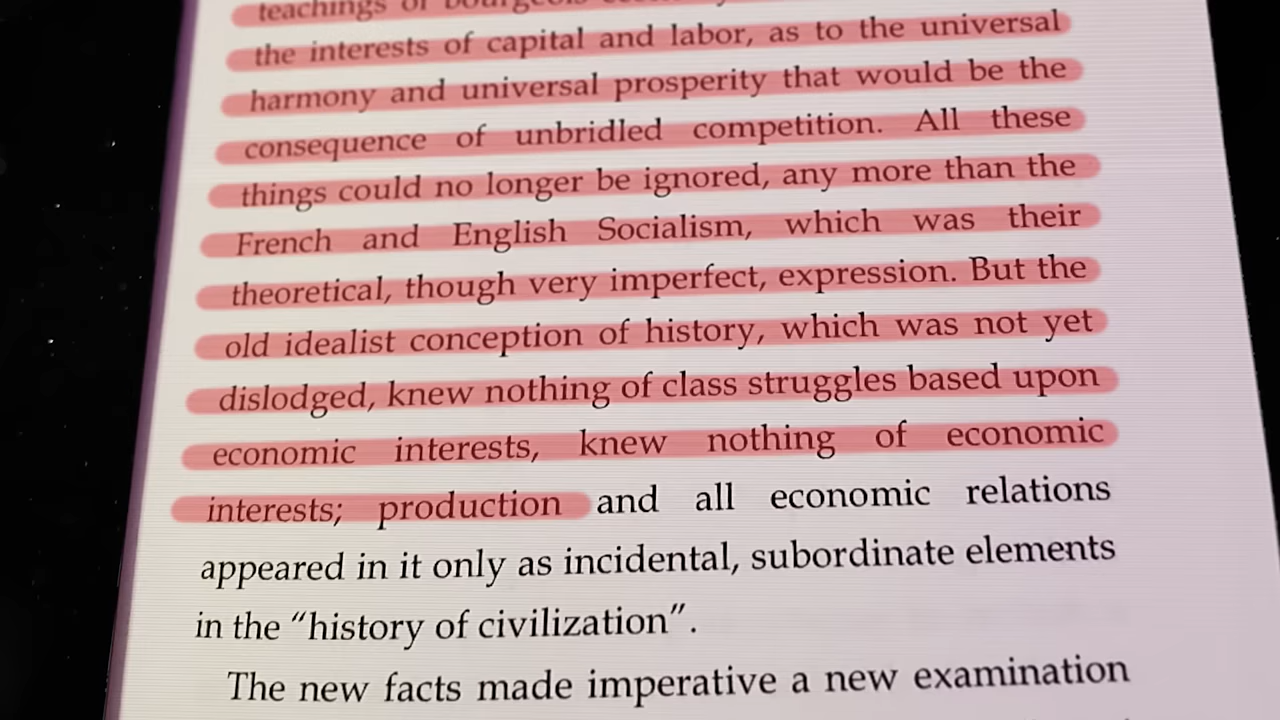 teachings of bourgeois
the interests of capital and labor, as to the universal
harmony and universal prosperity that would be the
consequence of unbridled competition. All these
things could no longer be ignored, any more than the
French and English Socialism, which was their
theoretical, though very imperfect, expression. But the
old idealist conception of history, which was not yet
dislodged, knew nothing of class struggles based upon
economic interests, knew nothing of economic
interests; production and all economic relations
appeared in it only as incidental, subordinate elements
in the “history of civilization”.
The new facts made imperative a new examination